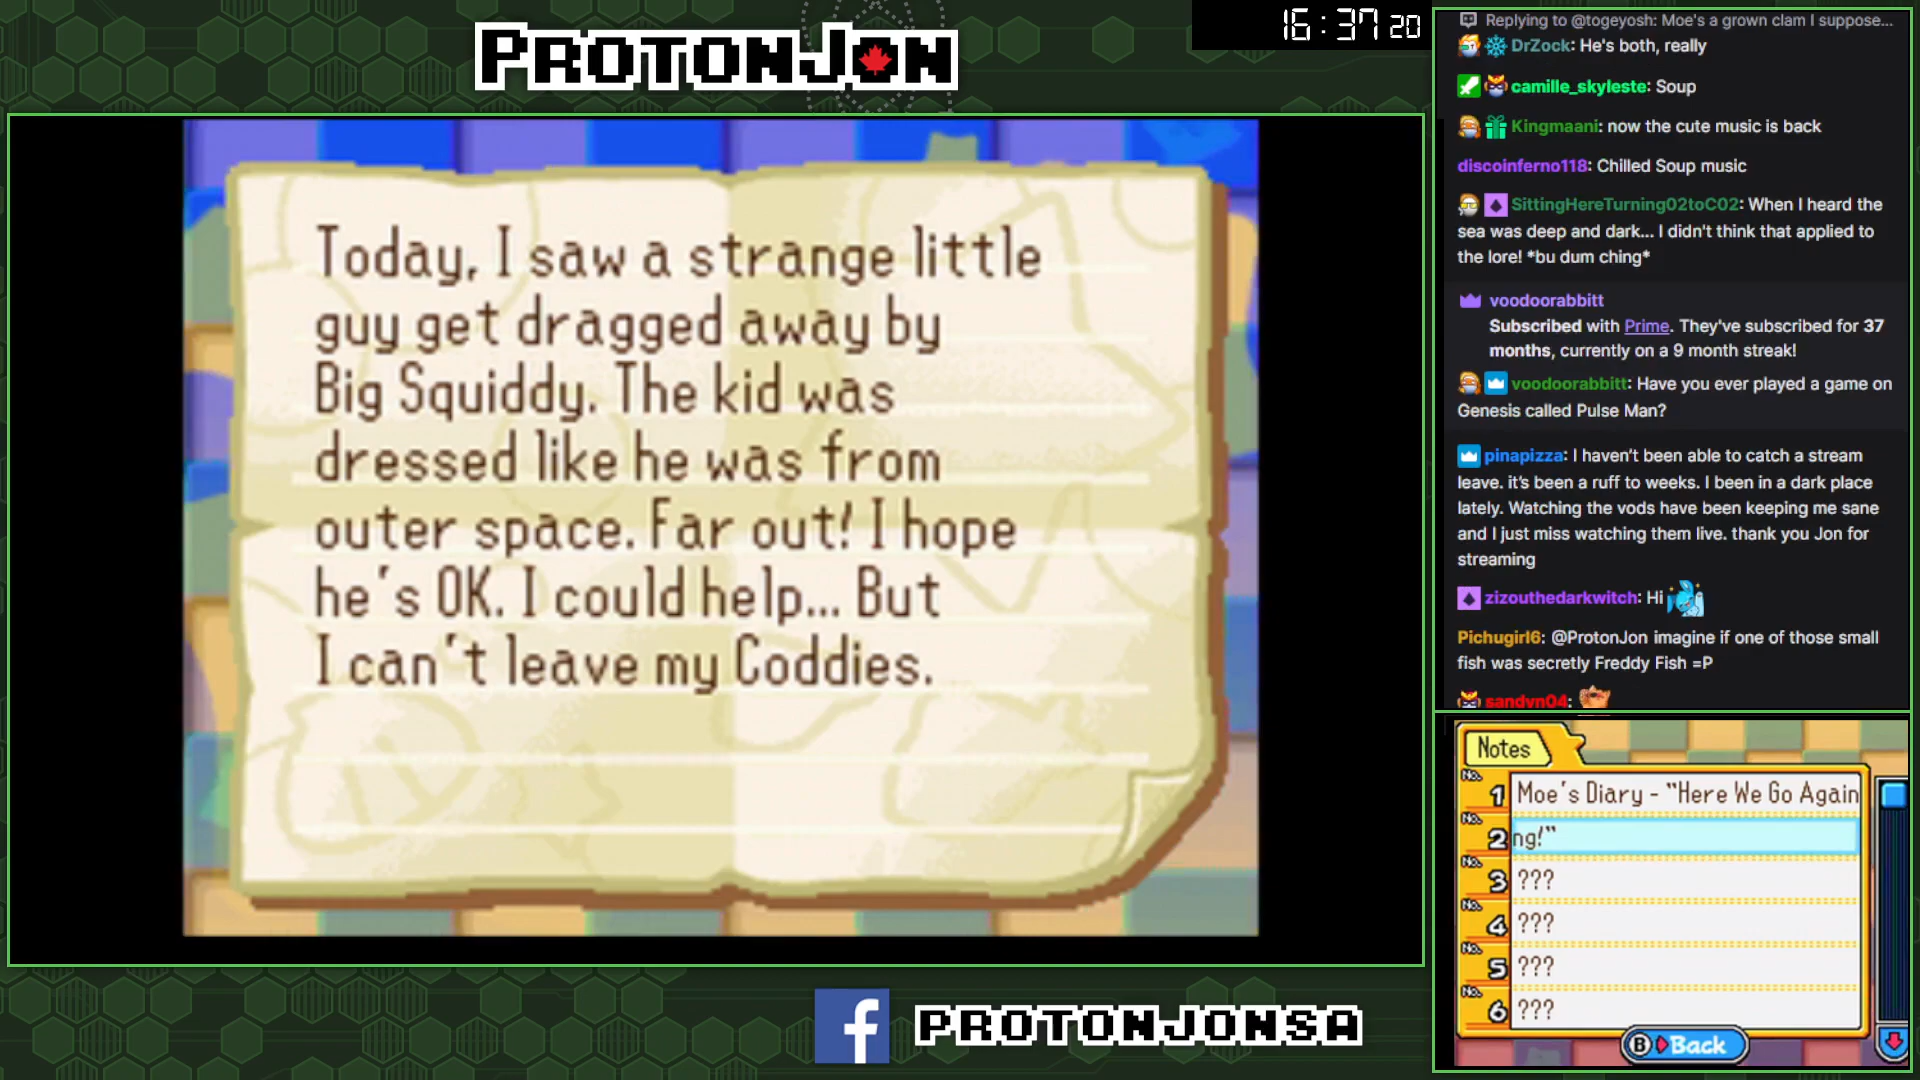 PROTONJON
16:37 20
Today, I saw a strange little
guy get dragged away by
Big Squiddy. The kid was
dressed like he was from
outer space. Far out! I hope
he's OK. I could help... But
I can't leave my Coddies.
PROTONJONSA
Replying to @togeyosh: Moe's a grown clam I suppose...
DrZock: He's both, really
camille_skyleste: Soup
Kingmaani: now the cute music is back
discoinferno118: Chilled Soup music
SittingHereTurning02toCO2: When I heard the
sea was deep and dark... I didn't think that applied to
the lore! *bu dum ching*
voodoorabbitt
Subscribed with Prime. They've subscribed for 37
months, currently on a 9 month streak!
voodoorabbitt: Have you ever played a game on
Genesis called Pulse Man?
pinapizza: I haven't been able to catch a stream
leave. it's been a ruff to weeks. I been in a dark place
lately. Watching the vods have been keeping me sane
and I just miss watching them live. thank you Jon for
streaming
zizouthedarkwitch: Hi
Pichugirl6: @ProtonJon imagine if one of those small
fish was secretly Freddy Fish =P
sandyn04:
Notes
No. 1 Moe's Diary - "Here We Go Again
No. 2 ng!"
No. 3 ???
No. 4 ???
No. 5 ???
No. 6 ???
B Back